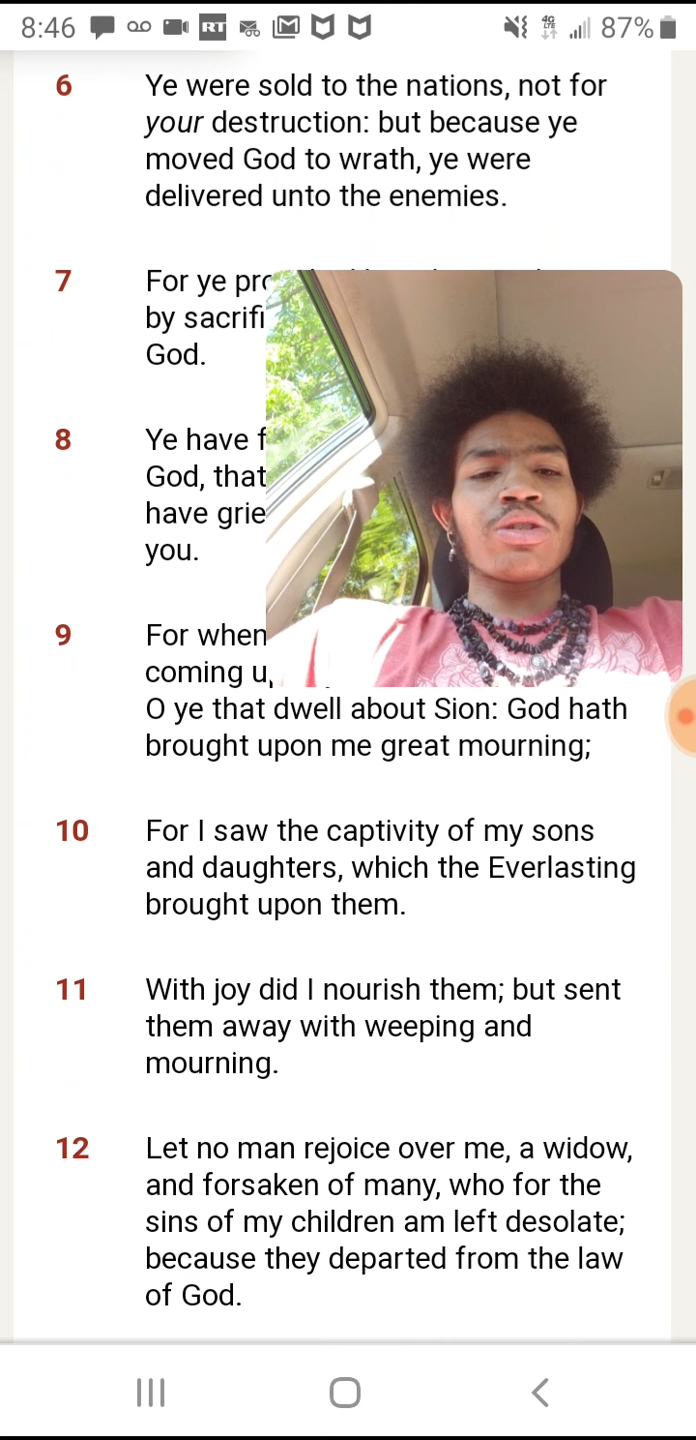 8:46 RT 4G LTE 87%
6 Ye were sold to the nations, not for
your destruction: but because ye
moved God to wrath, ye were
delivered unto the enemies.
7 For ye
by
God.
8 Ye have
God, that
have
you.
9 For when
coming
O ye that dwell about Sion: God hath
brought upon me great mourning;
10 For I saw the captivity of my sons
and daughters, which the Everlasting
brought upon them.
11 With joy did I nourish them; but sent
them away with weeping and
mourning.
12 Let no man rejoice over me, a widow,
and forsaken of many, who for the
sins of my children am left desolate;
because they departed from the law
of God.